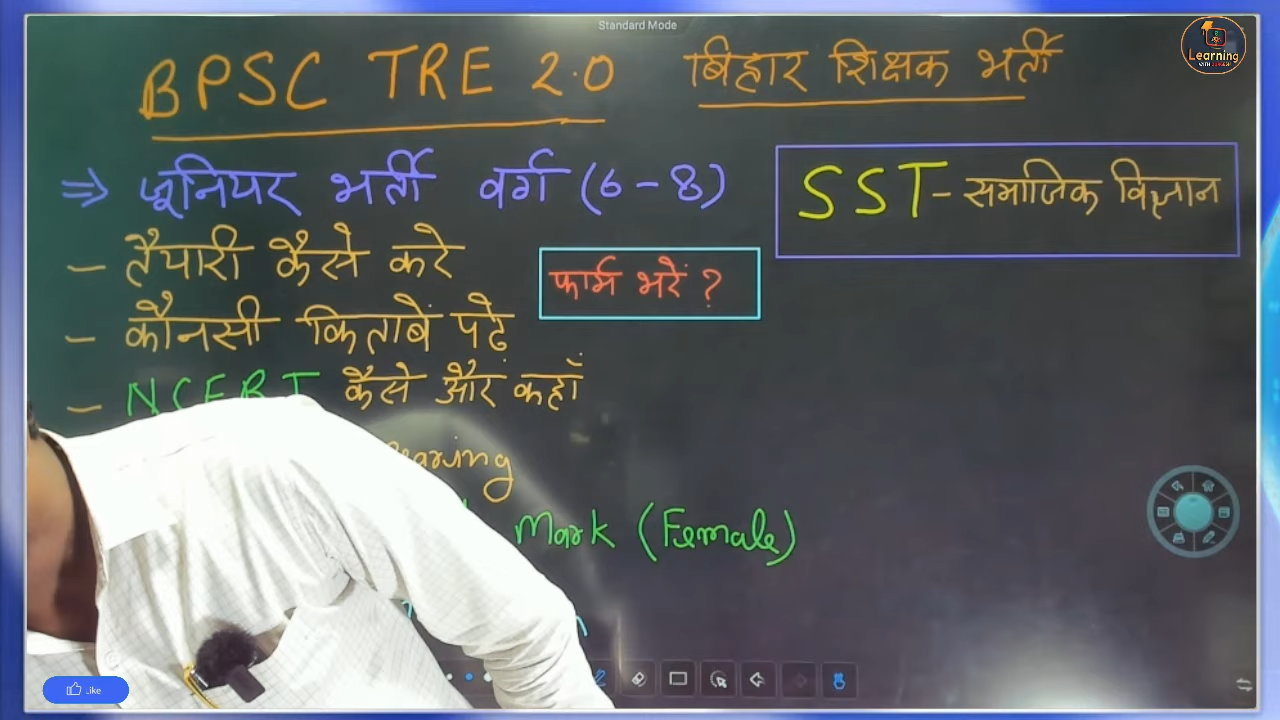 Standard Mode
Learning
BPSC TRE 2.0 बिहार शिक्षक भर्ती
⇒ जूनियर भर्ती वर्ग (6-8)
SST - समाजिक विज्ञान
- तैयारी कैसे करे
फार्म भरें ?
- कौनसी किताबें पढे
- NCERT कैसे और कहाँ
Mark (Female)
Like